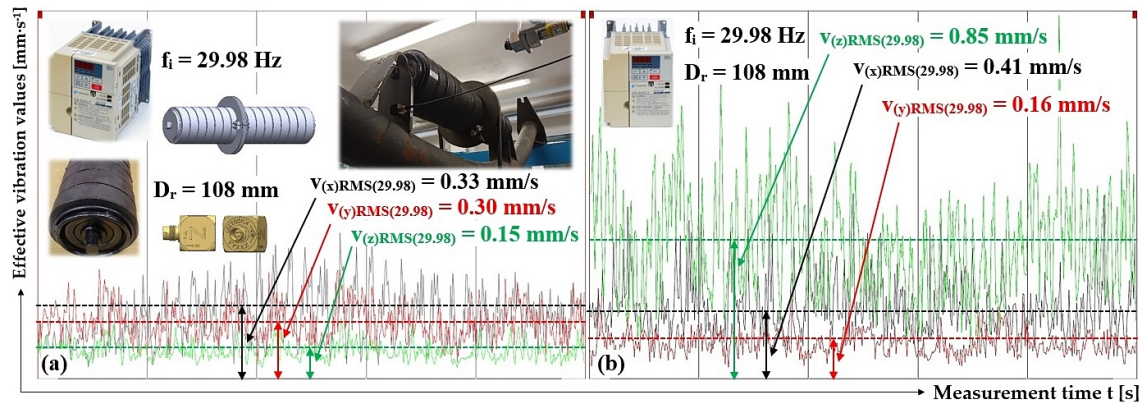 Effective vibration values [mm·s⁻¹]
fi = 29.98 Hz
Dr = 108 mm
v(x)RMS(29.98) = 0.33 mm/s
v(y)RMS(29.98) = 0.30 mm/s
v(z)RMS(29.98) = 0.15 mm/s
(a)
fi = 29.98 Hz
Dr = 108 mm
v(z)RMS(29.98) = 0.85 mm/s
v(x)RMS(29.98) = 0.41 mm/s
v(y)RMS(29.98) = 0.16 mm/s
(b)
Measurement time t [s]